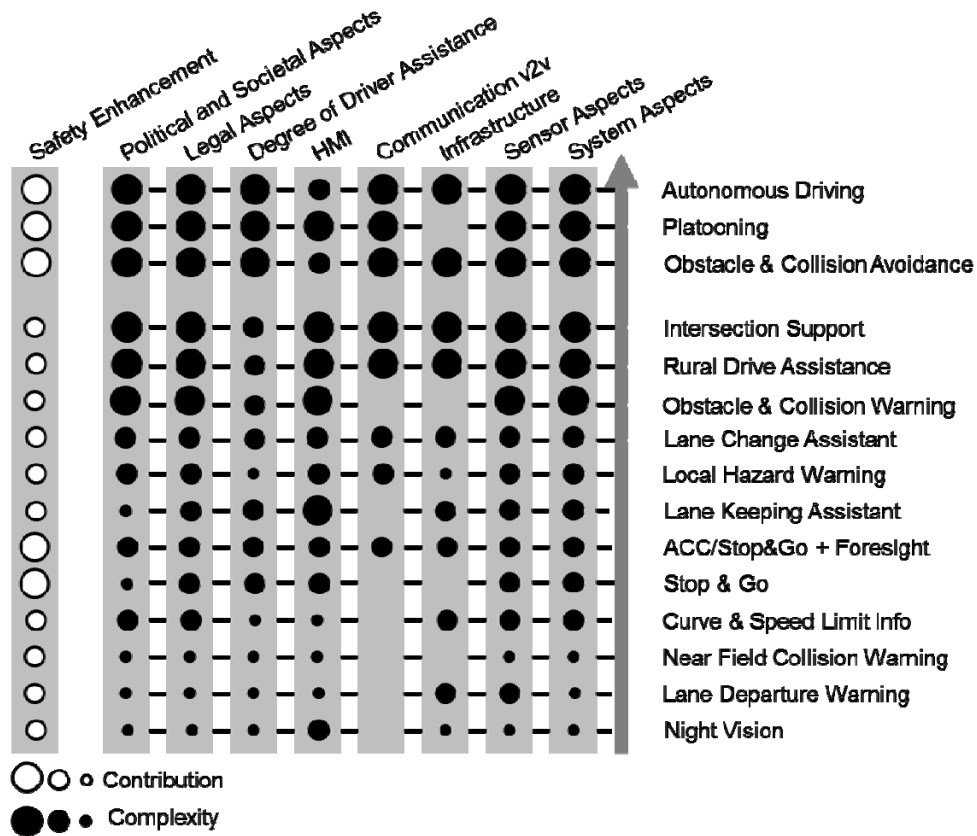 Safety Enhancement
Political and Societal Aspects
Legal Aspects
Degree of Driver Assistance
HMI
Communication v2v
Infrastructure
Sensor Aspects
System Aspects
Autonomous Driving
Platooning
Obstacle & Collision Avoidance
Intersection Support
Rural Drive Assistance
Obstacle & Collision Warning
Lane Change Assistant
Local Hazard Warning
Lane Keeping Assistant
ACC/Stop&Go + Foresight
Stop & Go
Curve & Speed Limit Info
Near Field Collision Warning
Lane Departure Warning
Night Vision
Contribution
Complexity